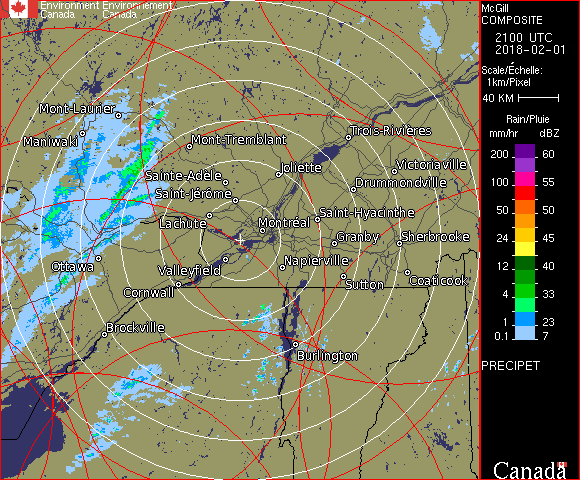 Environment Environnement
Canada Canada
McGill
COMPOSITE
2100 UTC
2018-02-01
Scale/Échelle:
1km/Pixel
40 KM
Rain/Pluie
mm/hr dBZ
200 60
100 55
50 50
24 45
12 40
4 33
1 23
0.1 7
PRECIPET
Canada
Mont-Laurier
Maniwaki
Mont-Tremblant
Trois-Rivières
Sainte-Adèle
Joliette
Victoriaville
Saint-Jérôme
Drummondville
Lachute
Montréal
Saint-Hyacinthe
Granby
Sherbrooke
Ottawa
Valleyfield
Napierville
Cornwall
Sutton
Coaticook
Brockville
Burlington